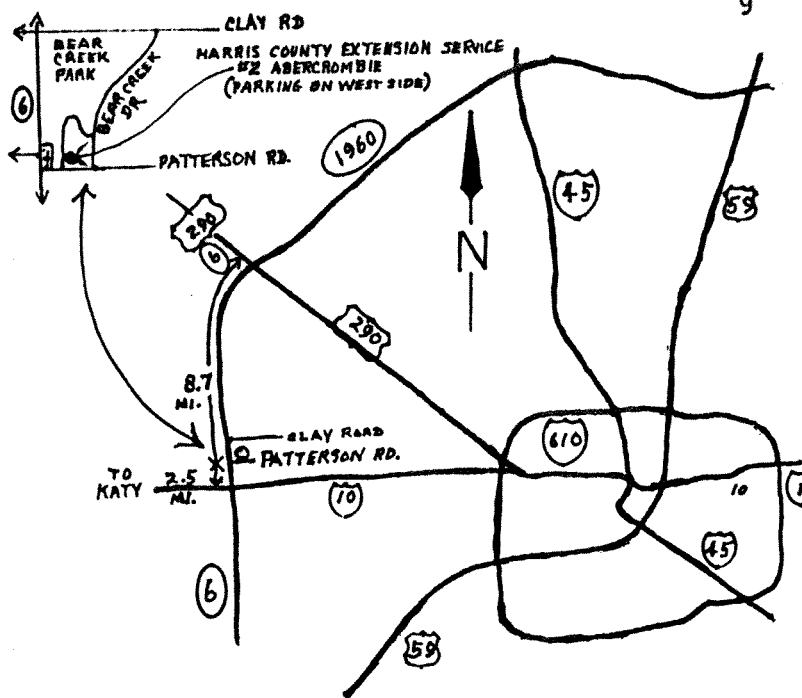 9
CLAY RD
BEAR
CREEK
PARK
HARRIS COUNTY EXTENSION SERVICE
#2 ABERCROMBIE
(PARKING ON WEST SIDE)
BEAR CREEK
DR
6
PATTERSON RD.
1960
45
59
290
6
N
290
8.7
MI.
CLAY ROAD
PATTERSON RD.
610
TO
KATY
2.5
MI.
10
10
1
45
6
59